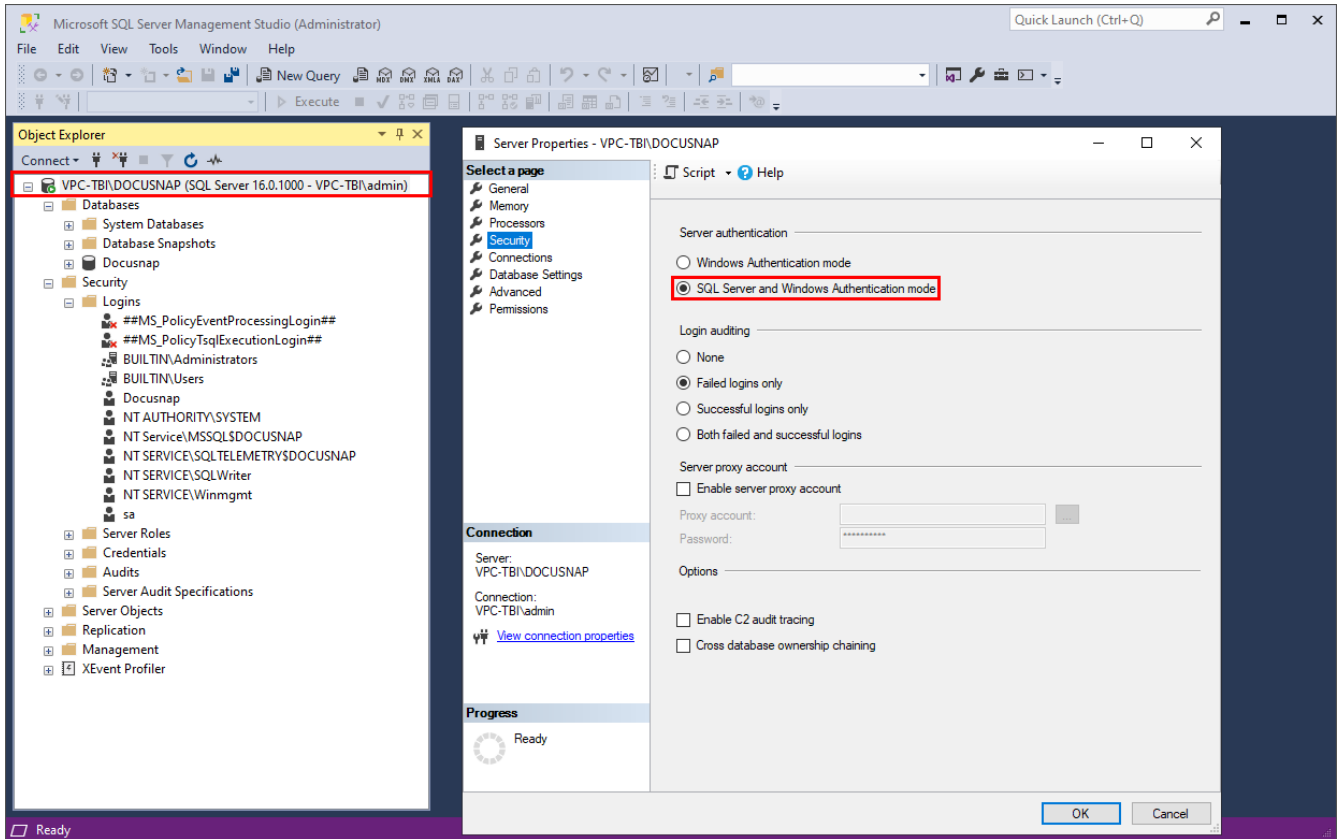 Microsoft SQL Server Management Studio (Administrator)
Quick Launch (Ctrl+Q)
File Edit View Tools Window Help
New Query MDX DMX XMLA DAX
Execute
Object Explorer
Connect
VPC-TBI\DOCUSNAP (SQL Server 16.0.1000 - VPC-TBI\admin)
Databases
System Databases
Database Snapshots
Docusnap
Security
Logins
##MS_PolicyEventProcessingLogin##
##MS_PolicyTsqlExecutionLogin##
BUILTIN\Administrators
BUILTIN\Users
Docusnap
NT AUTHORITY\SYSTEM
NT Service\MSSQL$DOCUSNAP
NT SERVICE\SQLTELEMETRY$DOCUSNAP
NT SERVICE\SQLWriter
NT SERVICE\Winmgmt
sa
Server Roles
Credentials
Audits
Server Audit Specifications
Server Objects
Replication
Management
XEvent Profiler
Server Properties - VPC-TBI\DOCUSNAP
Select a page
General
Memory
Processors
Security
Connections
Database Settings
Advanced
Permissions
Connection
Server:
VPC-TBI\DOCUSNAP
Connection:
VPC-TBI\admin
View connection properties
Progress
Ready
Script Help
Server authentication
Windows Authentication mode
SQL Server and Windows Authentication mode
Login auditing
None
Failed logins only
Successful logins only
Both failed and successful logins
Server proxy account
Enable server proxy account
Proxy account:
...
Password: **********
Options
Enable C2 audit tracing
Cross database ownership chaining
OK Cancel
Ready